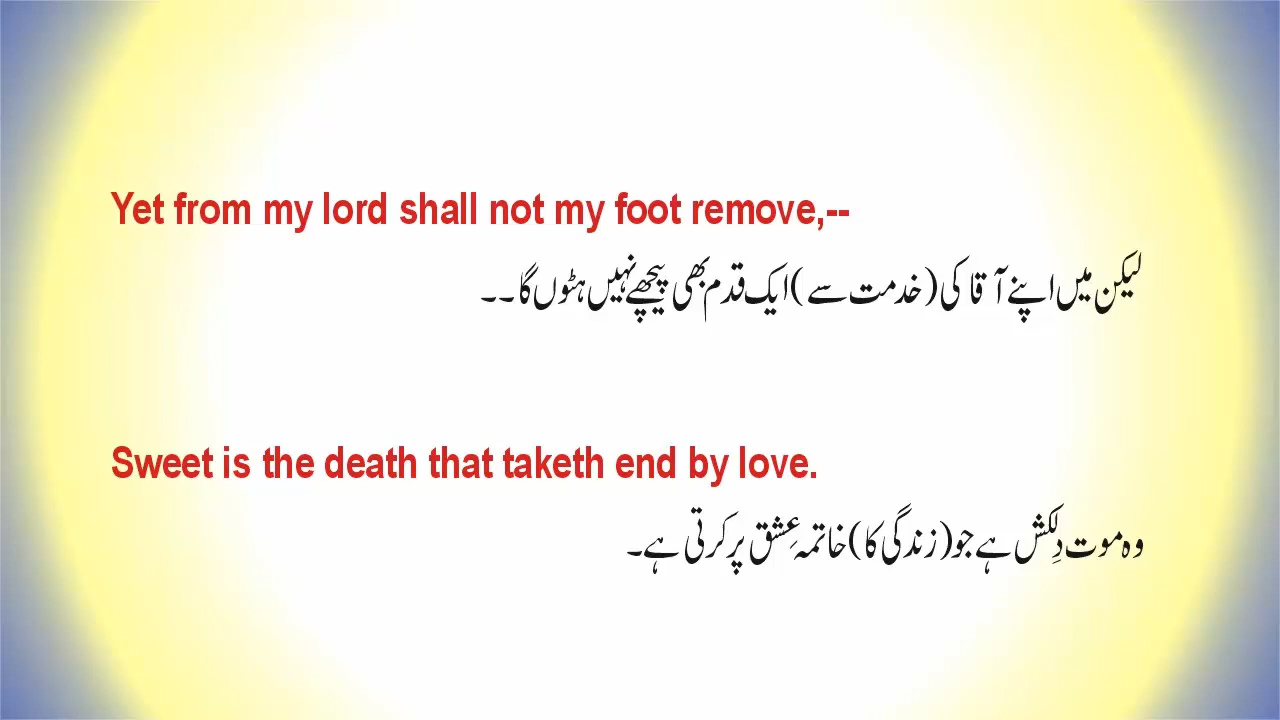 Yet from my lord shall not my foot remove,--
لیکن میں اپنے آقا کی (خدمت سے) ایک قدم بھی پیچھے نہیں ہٹوں گا۔۔
Sweet is the death that taketh end by love.
وہ موت دِلکش ہے جو (زندگی کا) خاتمہ عِشق پر کرتی ہے۔